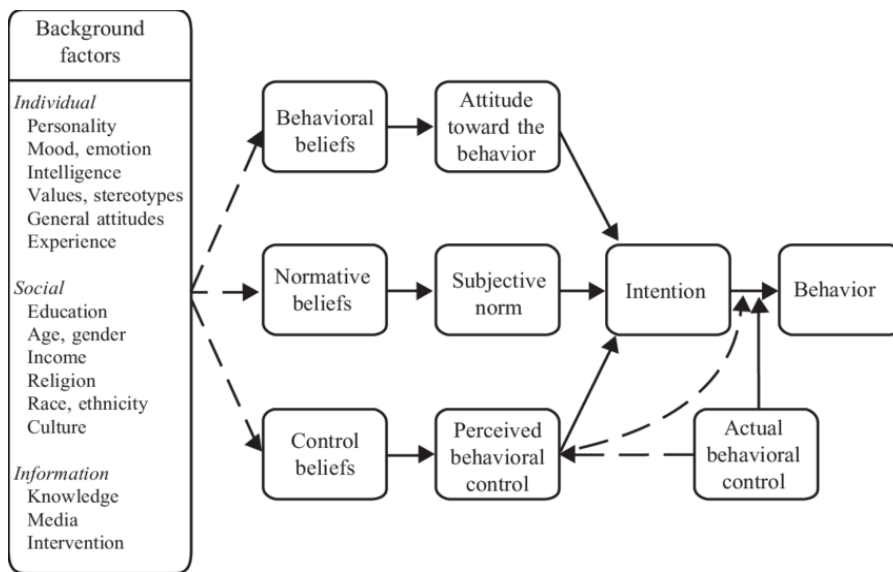 Background
factors
Individual
Personality
Mood, emotion
Intelligence
Values, stereotypes
General attitudes
Experience
Social
Education
Age, gender
Income
Religion
Race, ethnicity
Culture
Information
Knowledge
Media
Intervention
Behavioral
beliefs
Attitude
toward the
behavior
Normative
beliefs
Subjective
norm
Intention
Behavior
Control
beliefs
Perceived
behavioral
control
Actual
behavioral
control